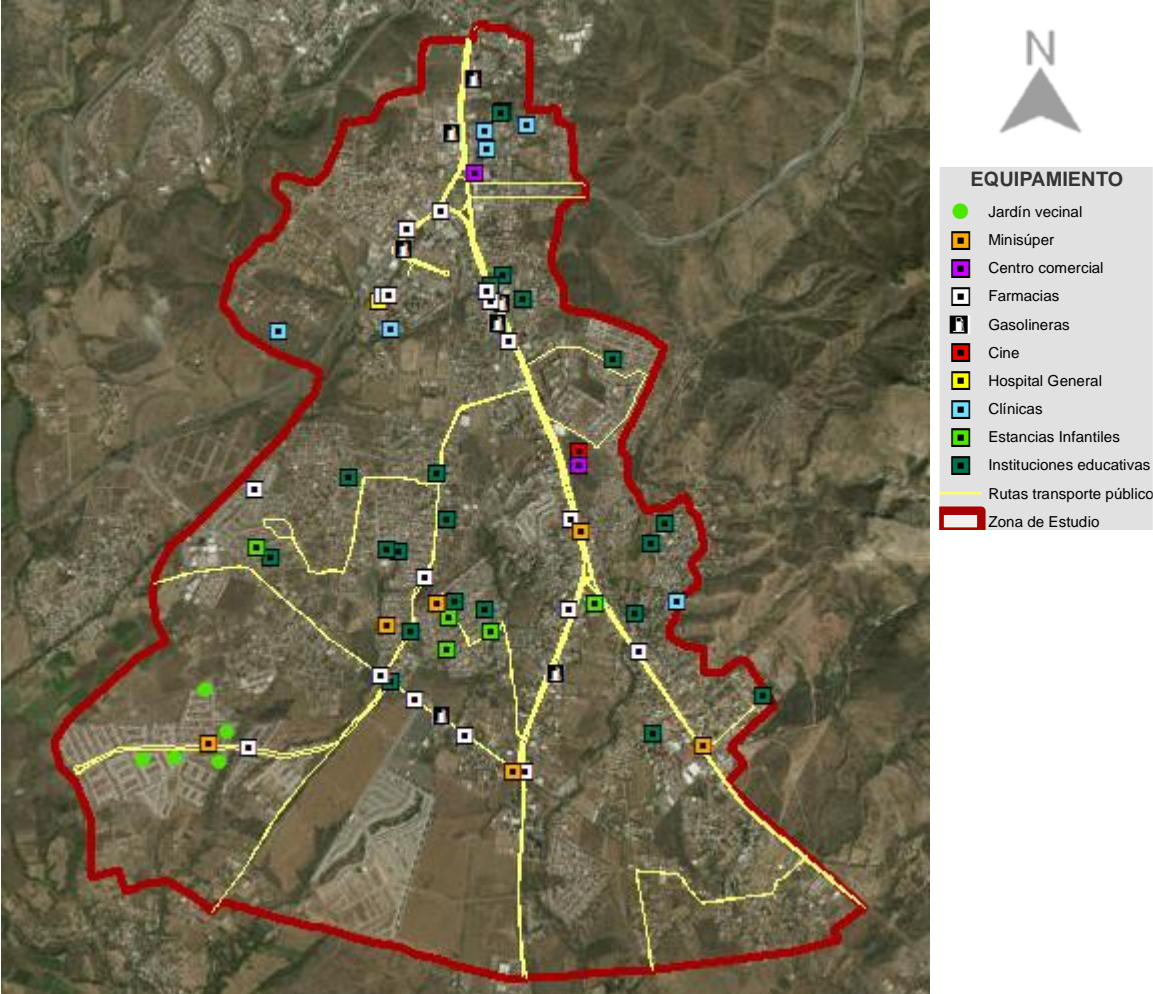 N
EQUIPAMIENTO
Jardín vecinal
Minisúper
Centro comercial
Farmacias
Gasolineras
Cine
Hospital General
Clínicas
Estancias Infantiles
Instituciones educativas
Rutas transporte público
Zona de Estudio